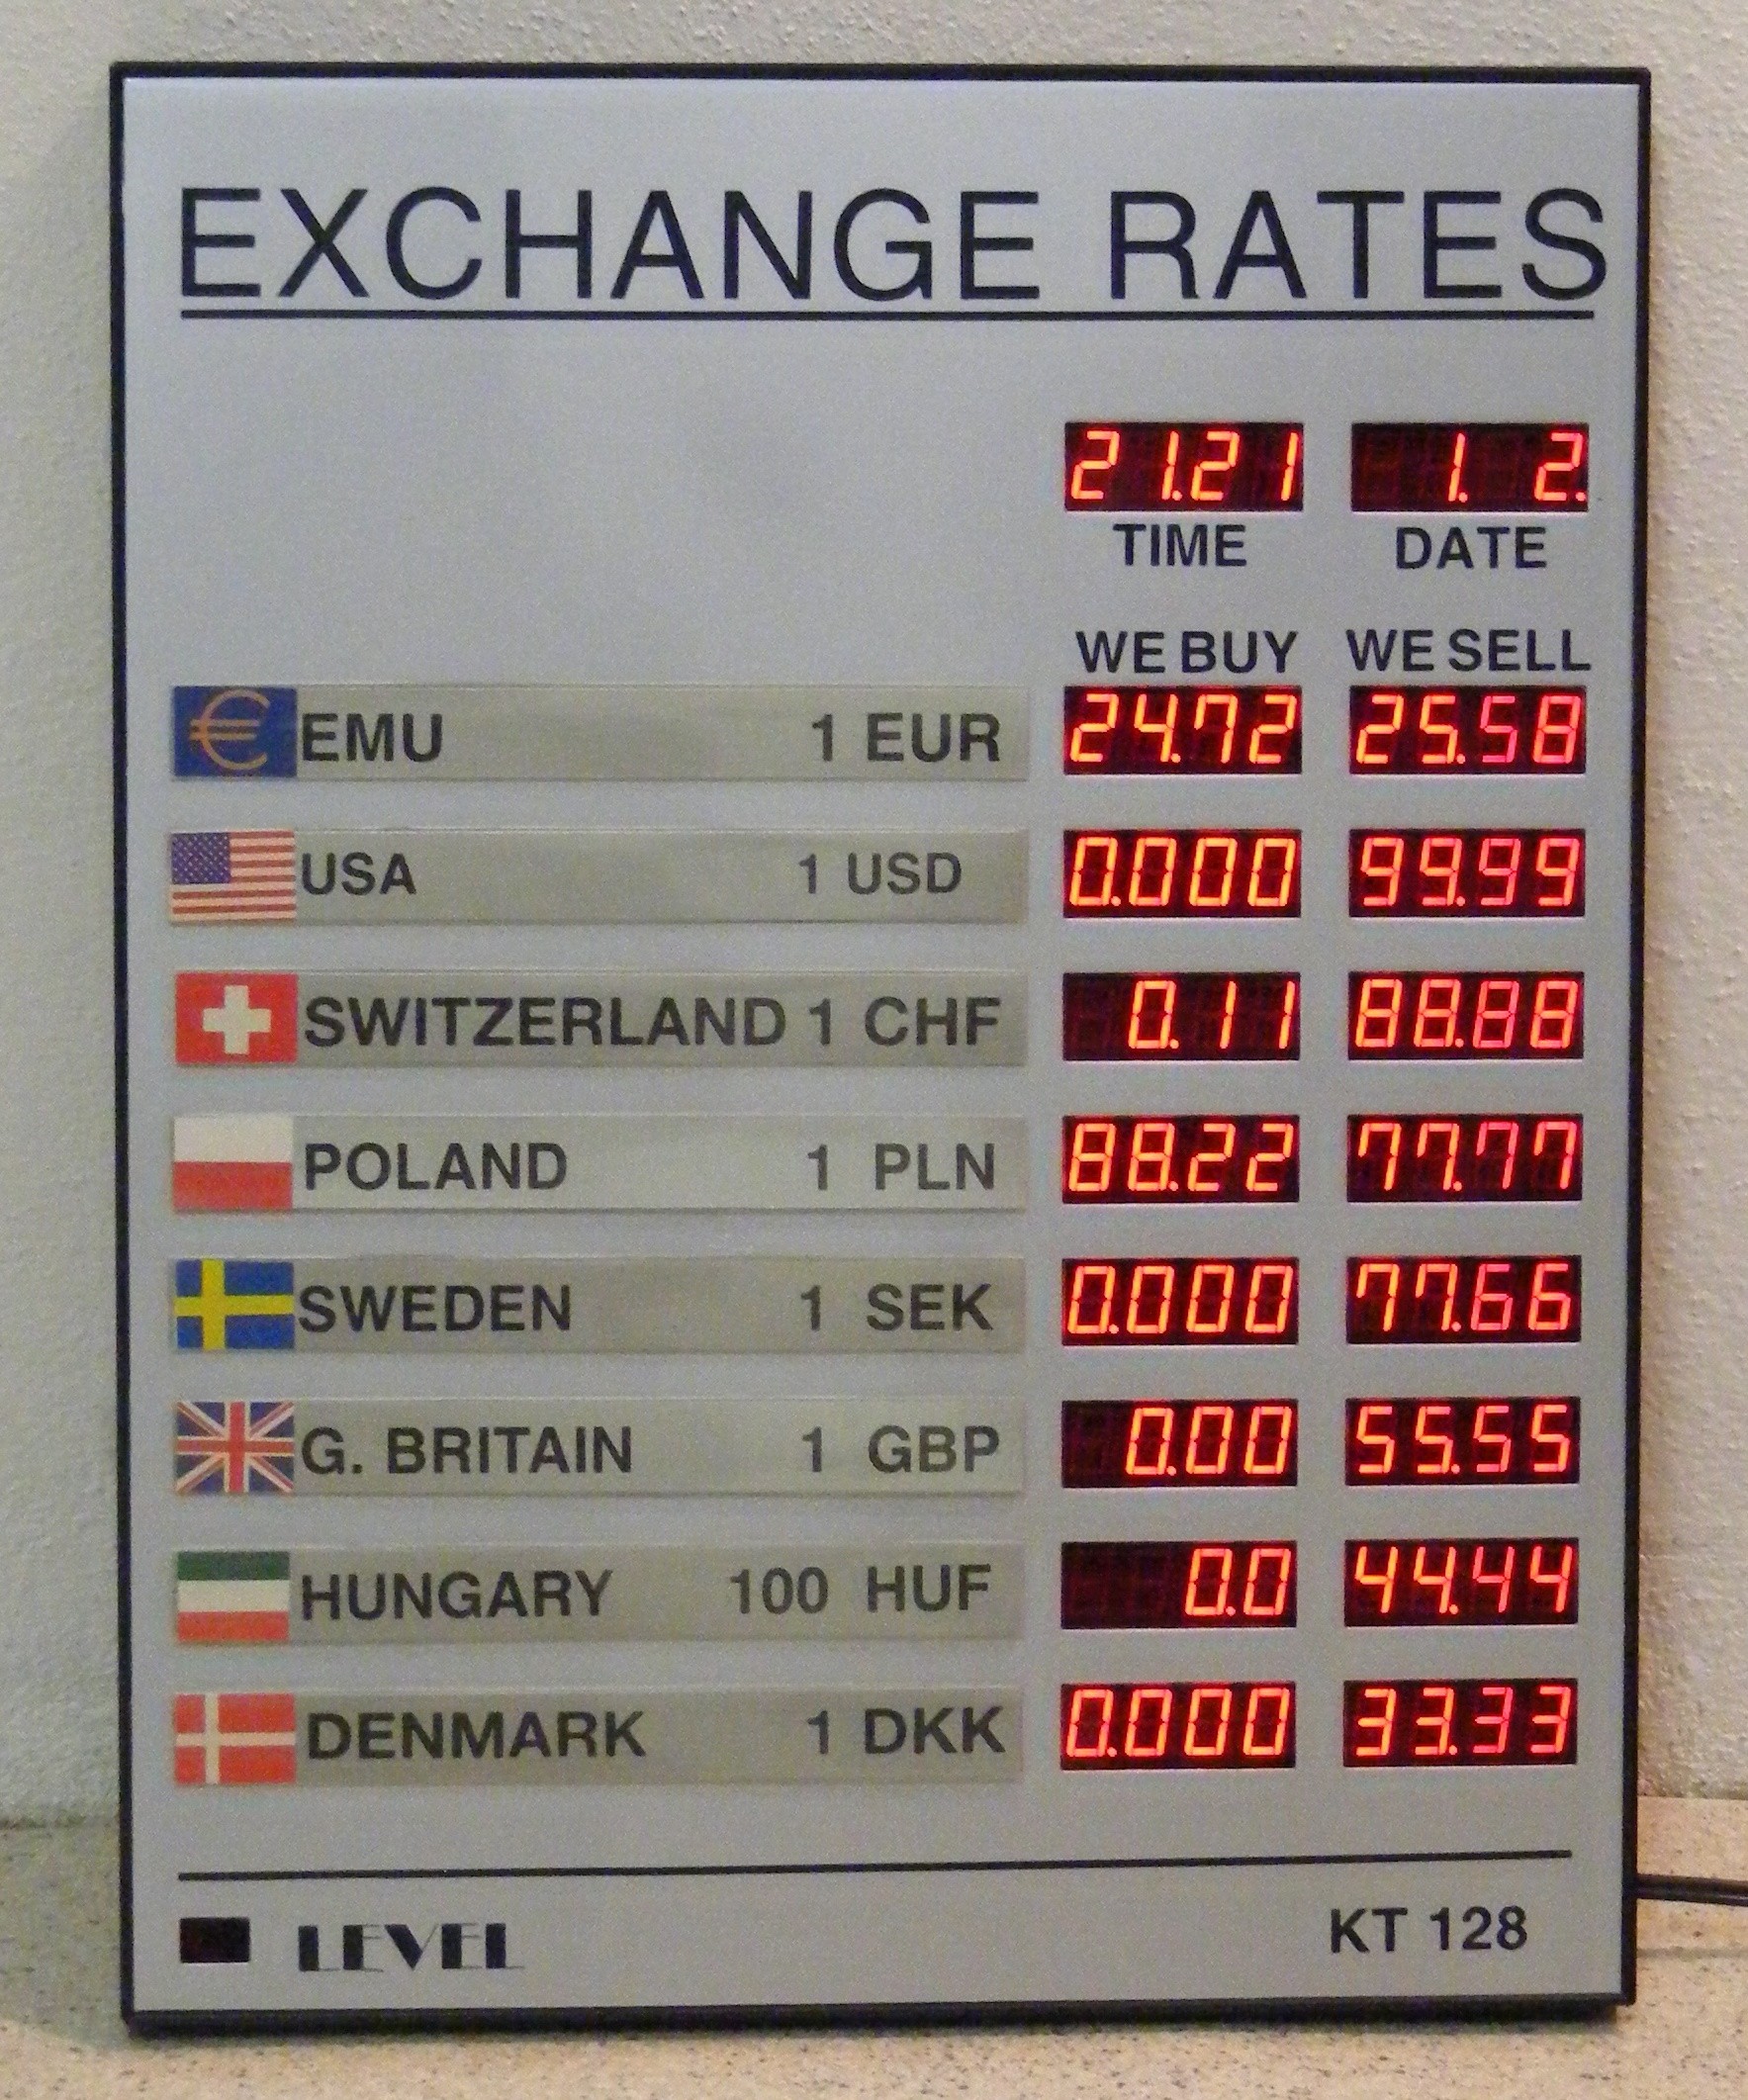 EXCHANGE RATES
21.21 1. 2.
TIME DATE
WE BUY WE SELL
€ EMU 1 EUR 24.72 25.58
USA 1 USD 0.000 99.99
SWITZERLAND 1 CHF 0.11 88.88
POLAND 1 PLN 88.22 77.77
SWEDEN 1 SEK 0.000 77.66
G. BRITAIN 1 GBP 0.00 55.55
HUNGARY 100 HUF 0.0 44.44
DENMARK 1 DKK 0.000 33.33
LEVEL KT 128